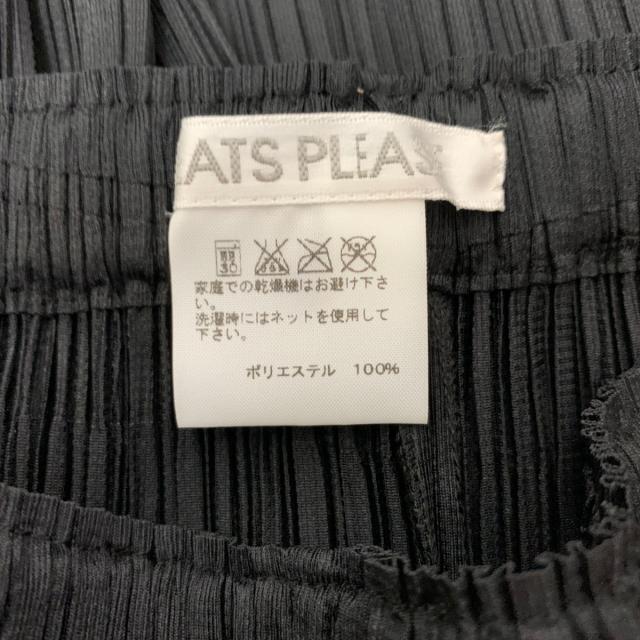 ATS PLEAS
家庭での乾燥機はお避け下さ
い。
洗濯時にはネットを使用して
下さい。
ポリエステル 100%